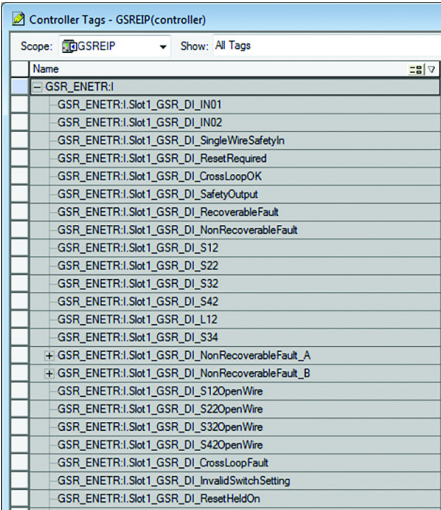 Controller Tags - GSREIP(controller)
Scope: GSREIP Show: All Tags
Name
GSR_ENETR:I
GSR_ENETR:I.Slot1_GSR_DI_IN01
GSR_ENETR:I.Slot1_GSR_DI_IN02
GSR_ENETR:I.Slot1_GSR_DI_SingleWireSafetyIn
GSR_ENETR:I.Slot1_GSR_DI_ResetRequired
GSR_ENETR:I.Slot1_GSR_DI_CrossLoopOK
GSR_ENETR:I.Slot1_GSR_DI_SafetyOutput
GSR_ENETR:I.Slot1_GSR_DI_RecoverableFault
GSR_ENETR:I.Slot1_GSR_DI_NonRecoverableFault
GSR_ENETR:I.Slot1_GSR_DI_S12
GSR_ENETR:I.Slot1_GSR_DI_S22
GSR_ENETR:I.Slot1_GSR_DI_S32
GSR_ENETR:I.Slot1_GSR_DI_S42
GSR_ENETR:I.Slot1_GSR_DI_L12
GSR_ENETR:I.Slot1_GSR_DI_S34
GSR_ENETR:I.Slot1_GSR_DI_NonRecoverableFault_A
GSR_ENETR:I.Slot1_GSR_DI_NonRecoverableFault_B
GSR_ENETR:I.Slot1_GSR_DI_S12OpenWire
GSR_ENETR:I.Slot1_GSR_DI_S22OpenWire
GSR_ENETR:I.Slot1_GSR_DI_S32OpenWire
GSR_ENETR:I.Slot1_GSR_DI_S42OpenWire
GSR_ENETR:I.Slot1_GSR_DI_CrossLoopFault
GSR_ENETR:I.Slot1_GSR_DI_InvalidSwitchSetting
GSR_ENETR:I.Slot1_GSR_DI_ResetHeldOn